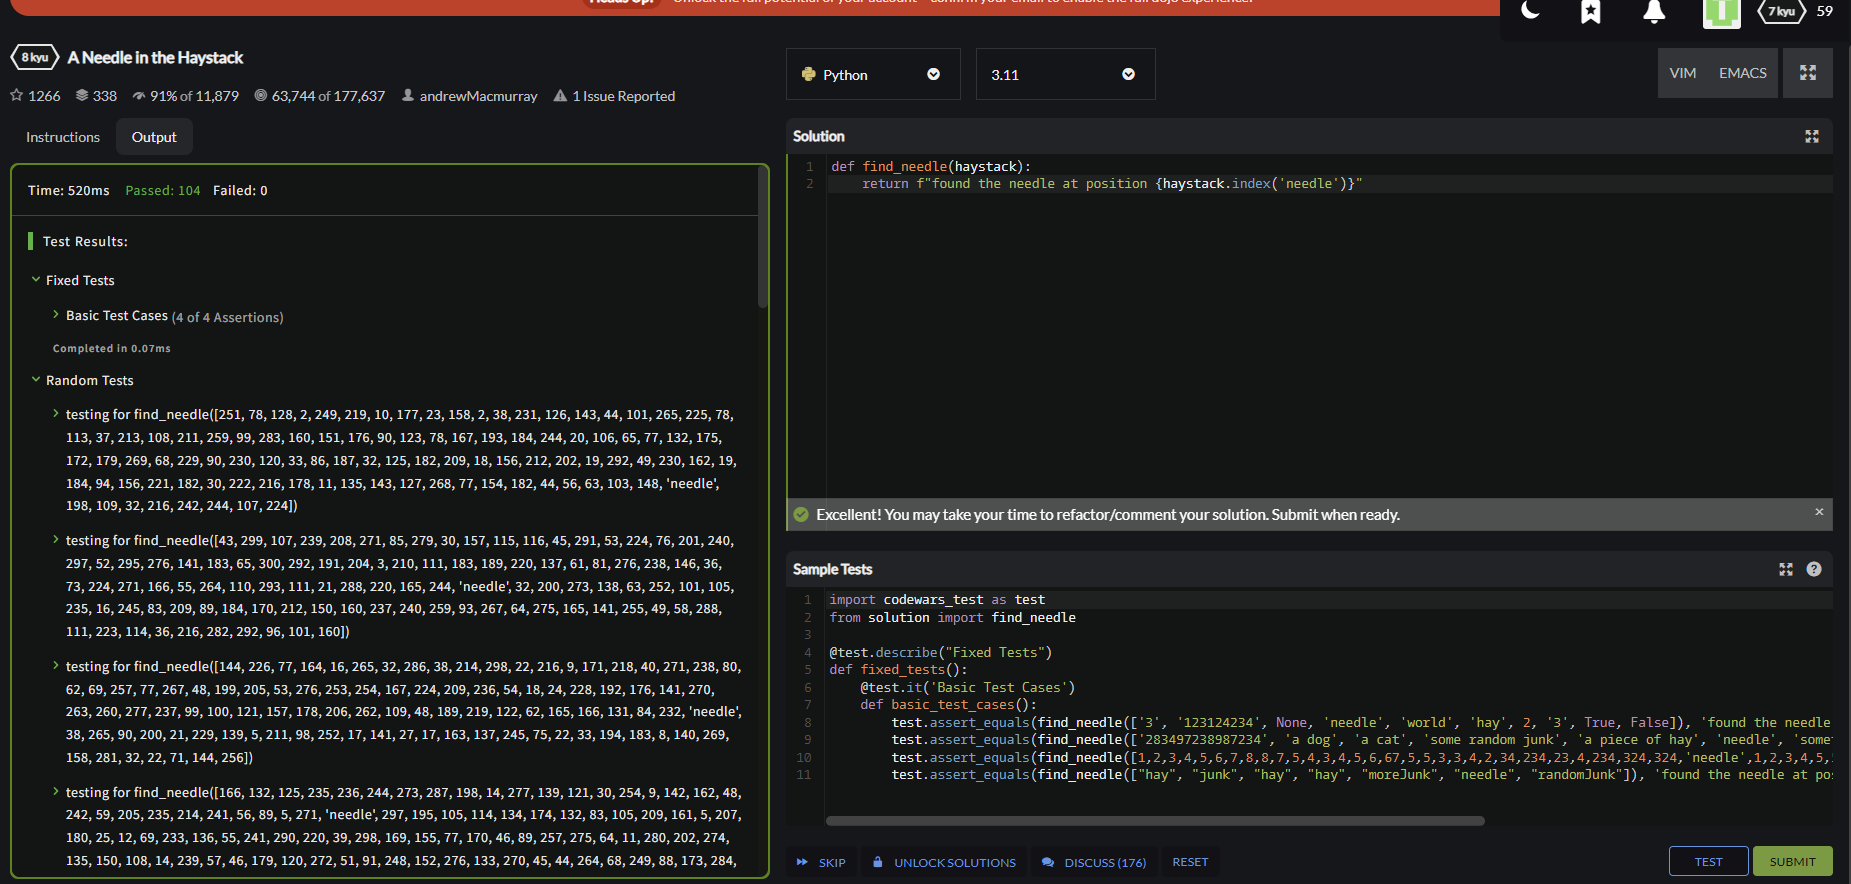 Heads Up! Unlock the full potential of your account - confirm your email to enable the full dojo experience.
7 kyu 59
8 kyu A Needle in the Haystack
1266 338 91% of 11,879 63,744 of 177,637 andrewMacmurray 1 Issue Reported
Instructions Output
Time: 520ms Passed: 104 Failed: 0
Test Results:
Fixed Tests
Basic Test Cases (4 of 4 Assertions)
Completed in 0.07ms
Random Tests
testing for find_needle([251, 78, 128, 2, 249, 219, 10, 177, 23, 158, 2, 38, 231, 126, 143, 44, 101, 265, 225, 78,
113, 37, 213, 108, 211, 259, 99, 283, 160, 151, 176, 90, 123, 78, 167, 193, 184, 244, 20, 106, 65, 77, 132, 175,
172, 179, 269, 68, 229, 90, 230, 120, 33, 86, 187, 32, 125, 182, 209, 18, 156, 212, 202, 19, 292, 49, 230, 162, 19,
184, 94, 156, 221, 182, 30, 222, 216, 178, 11, 135, 143, 127, 268, 77, 154, 182, 44, 56, 63, 103, 148, 'needle',
198, 109, 32, 216, 242, 244, 107, 224])
testing for find_needle([43, 299, 107, 239, 208, 271, 85, 279, 30, 157, 115, 116, 45, 291, 53, 224, 76, 201, 240,
297, 52, 295, 276, 141, 183, 65, 300, 292, 191, 204, 3, 210, 111, 183, 189, 220, 137, 61, 81, 276, 238, 146, 36,
73, 224, 271, 166, 55, 264, 110, 293, 111, 21, 288, 220, 165, 244, 'needle', 32, 200, 273, 138, 63, 252, 101, 105,
235, 16, 245, 83, 209, 89, 184, 170, 212, 150, 160, 237, 240, 259, 93, 267, 64, 275, 165, 141, 255, 49, 58, 288,
111, 223, 114, 36, 216, 282, 292, 96, 101, 160])
testing for find_needle([144, 226, 77, 164, 16, 265, 32, 286, 38, 214, 298, 22, 216, 9, 171, 218, 40, 271, 238, 80,
62, 69, 257, 77, 267, 48, 199, 205, 53, 276, 253, 254, 167, 224, 209, 236, 54, 18, 24, 228, 192, 176, 141, 270,
263, 260, 277, 237, 99, 100, 121, 157, 178, 206, 262, 109, 48, 189, 219, 122, 62, 165, 166, 131, 84, 232, 'needle',
38, 265, 90, 200, 21, 229, 139, 5, 211, 98, 252, 17, 141, 27, 17, 163, 137, 245, 75, 22, 33, 194, 183, 8, 140, 269,
158, 281, 32, 22, 71, 144, 256])
testing for find_needle([166, 132, 125, 235, 236, 244, 273, 287, 198, 14, 277, 139, 121, 30, 254, 9, 142, 162, 48,
242, 59, 205, 235, 214, 241, 56, 89, 5, 271, 'needle', 297, 195, 105, 114, 134, 174, 132, 83, 105, 209, 161, 5, 207,
180, 25, 12, 69, 233, 136, 55, 241, 290, 220, 39, 298, 169, 155, 77, 170, 46, 89, 257, 275, 64, 11, 280, 202, 274,
135, 150, 108, 14, 239, 57, 46, 179, 120, 272, 51, 91, 248, 152, 276, 133, 270, 45, 44, 264, 68, 249, 88, 173, 284,
Python 3.11 VIM EMACS
Solution
1 def find_needle(haystack):
2 return f"found the needle at position {haystack.index('needle')}"
Excellent! You may take your time to refactor/comment your solution. Submit when ready. ×
Sample Tests ?
1 import codewars_test as test
2 from solution import find_needle
3
4 @test.describe("Fixed Tests")
5 def fixed_tests():
6 @test.it('Basic Test Cases')
7 def basic_test_cases():
8 test.assert_equals(find_needle(['3', '123124234', None, 'needle', 'world', 'hay', 2, '3', True, False]), 'found the needle
9 test.assert_equals(find_needle(['283497238987234', 'a dog', 'a cat', 'some random junk', 'a piece of hay', 'needle', 'some
10 test.assert_equals(find_needle([1,2,3,4,5,6,7,8,8,7,5,4,3,4,5,6,67,5,5,3,3,4,2,34,234,23,4,234,324,324,'needle',1,2,3,4,5,
11 test.assert_equals(find_needle(["hay", "junk", "hay", "hay", "moreJunk", "needle", "randomJunk"]), 'found the needle at po
SKIP UNLOCK SOLUTIONS DISCUSS (176) RESET TEST SUBMIT